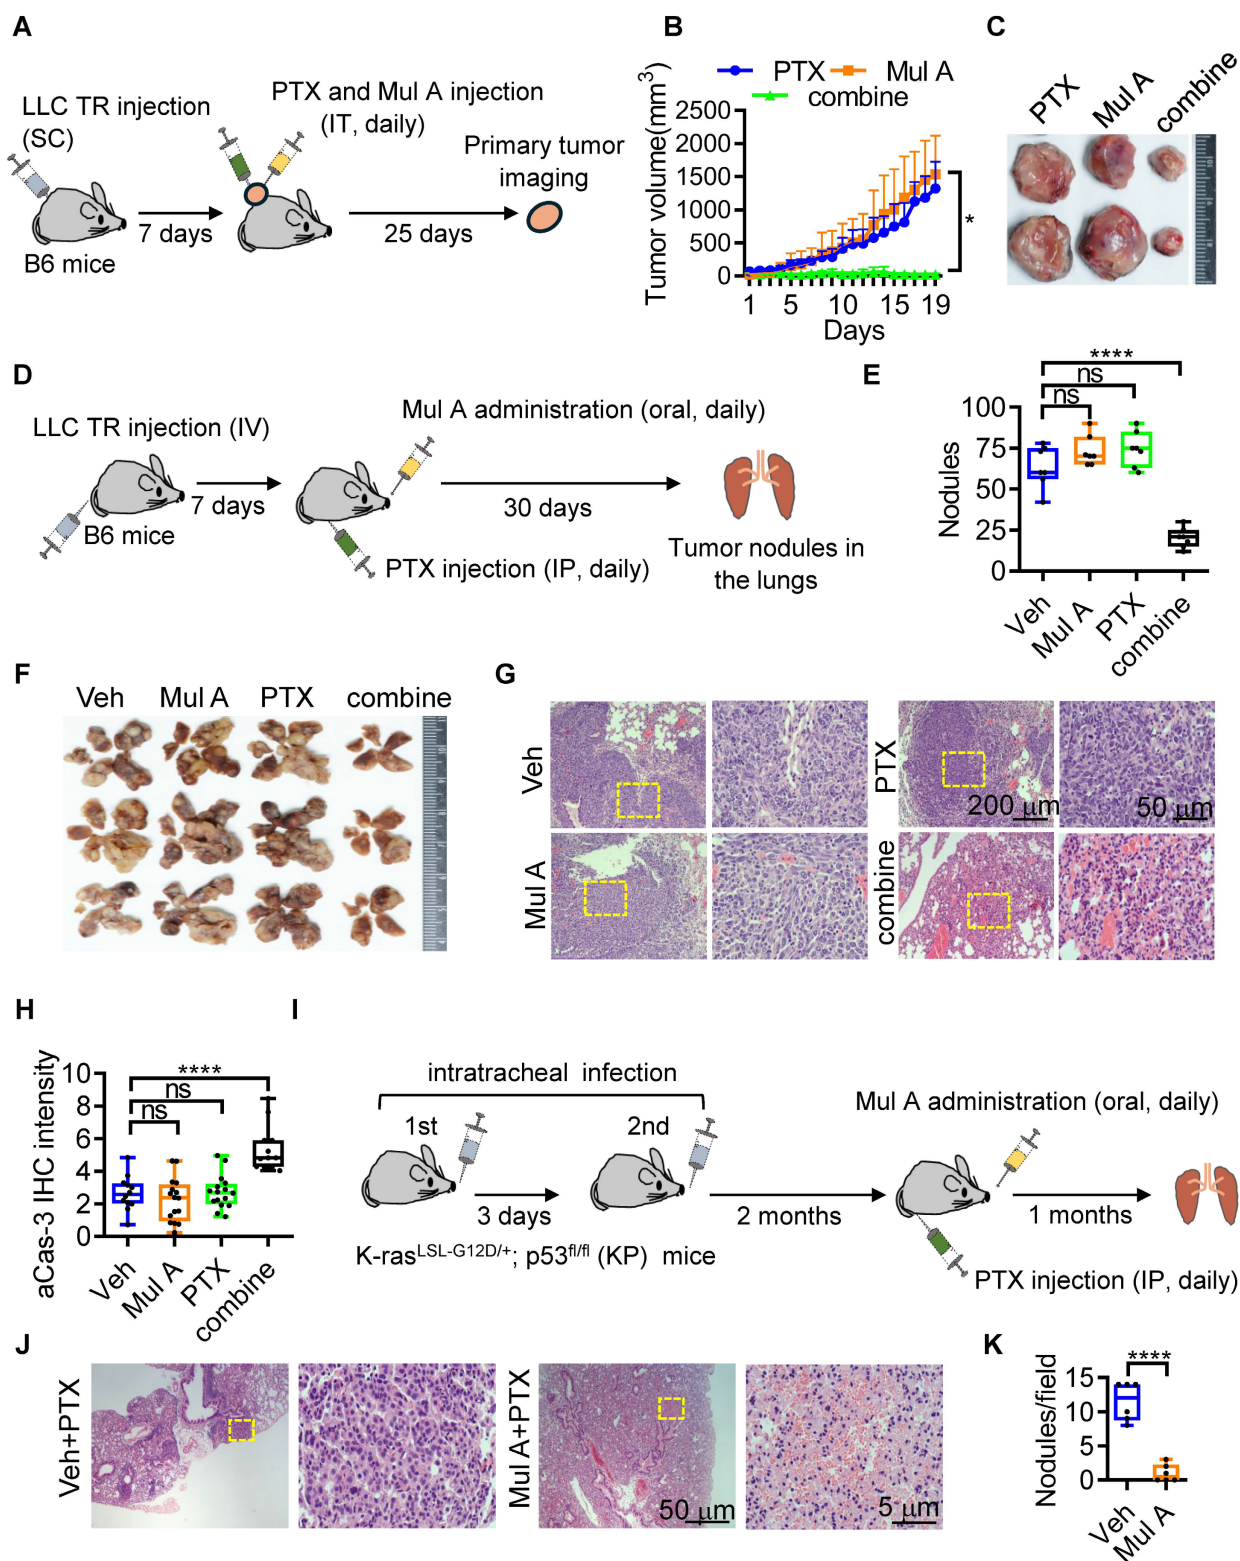 A
LLC TR injection
(SC)
B6 mice
7 days
PTX and Mul A injection
(IT, daily)
25 days
Primary tumor
imaging
B
PTX
Mul A
combine
Tumor volume(mm³)
2500
2000
1500
1000
500
0
1
5
10
15
19
Days
*
C
PTX
Mul A
combine
D
LLC TR injection (IV)
B6 mice
7 days
Mul A administration (oral, daily)
30 days
PTX injection (IP, daily)
Tumor nodules in
the lungs
E
****
ns
ns
Nodules
100
75
50
25
0
Veh
Mul A
PTX
combine
F
Veh
Mul A
PTX
combine
G
Veh
PTX
200 μm
50 μm
Mul A
combine
H
****
ns
ns
aCas-3 IHC intensity
10
8
6
4
2
0
Veh
Mul A
PTX
combine
I
intratracheal infection
1st
2nd
3 days
K-ras^LSL-G12D/+; p53^fl/fl (KP) mice
2 months
Mul A administration (oral, daily)
1 months
PTX injection (IP, daily)
J
Veh+PTX
Mul A+PTX
50 μm
5 μm
K
****
Nodules/field
15
10
5
0
Veh
Mul A